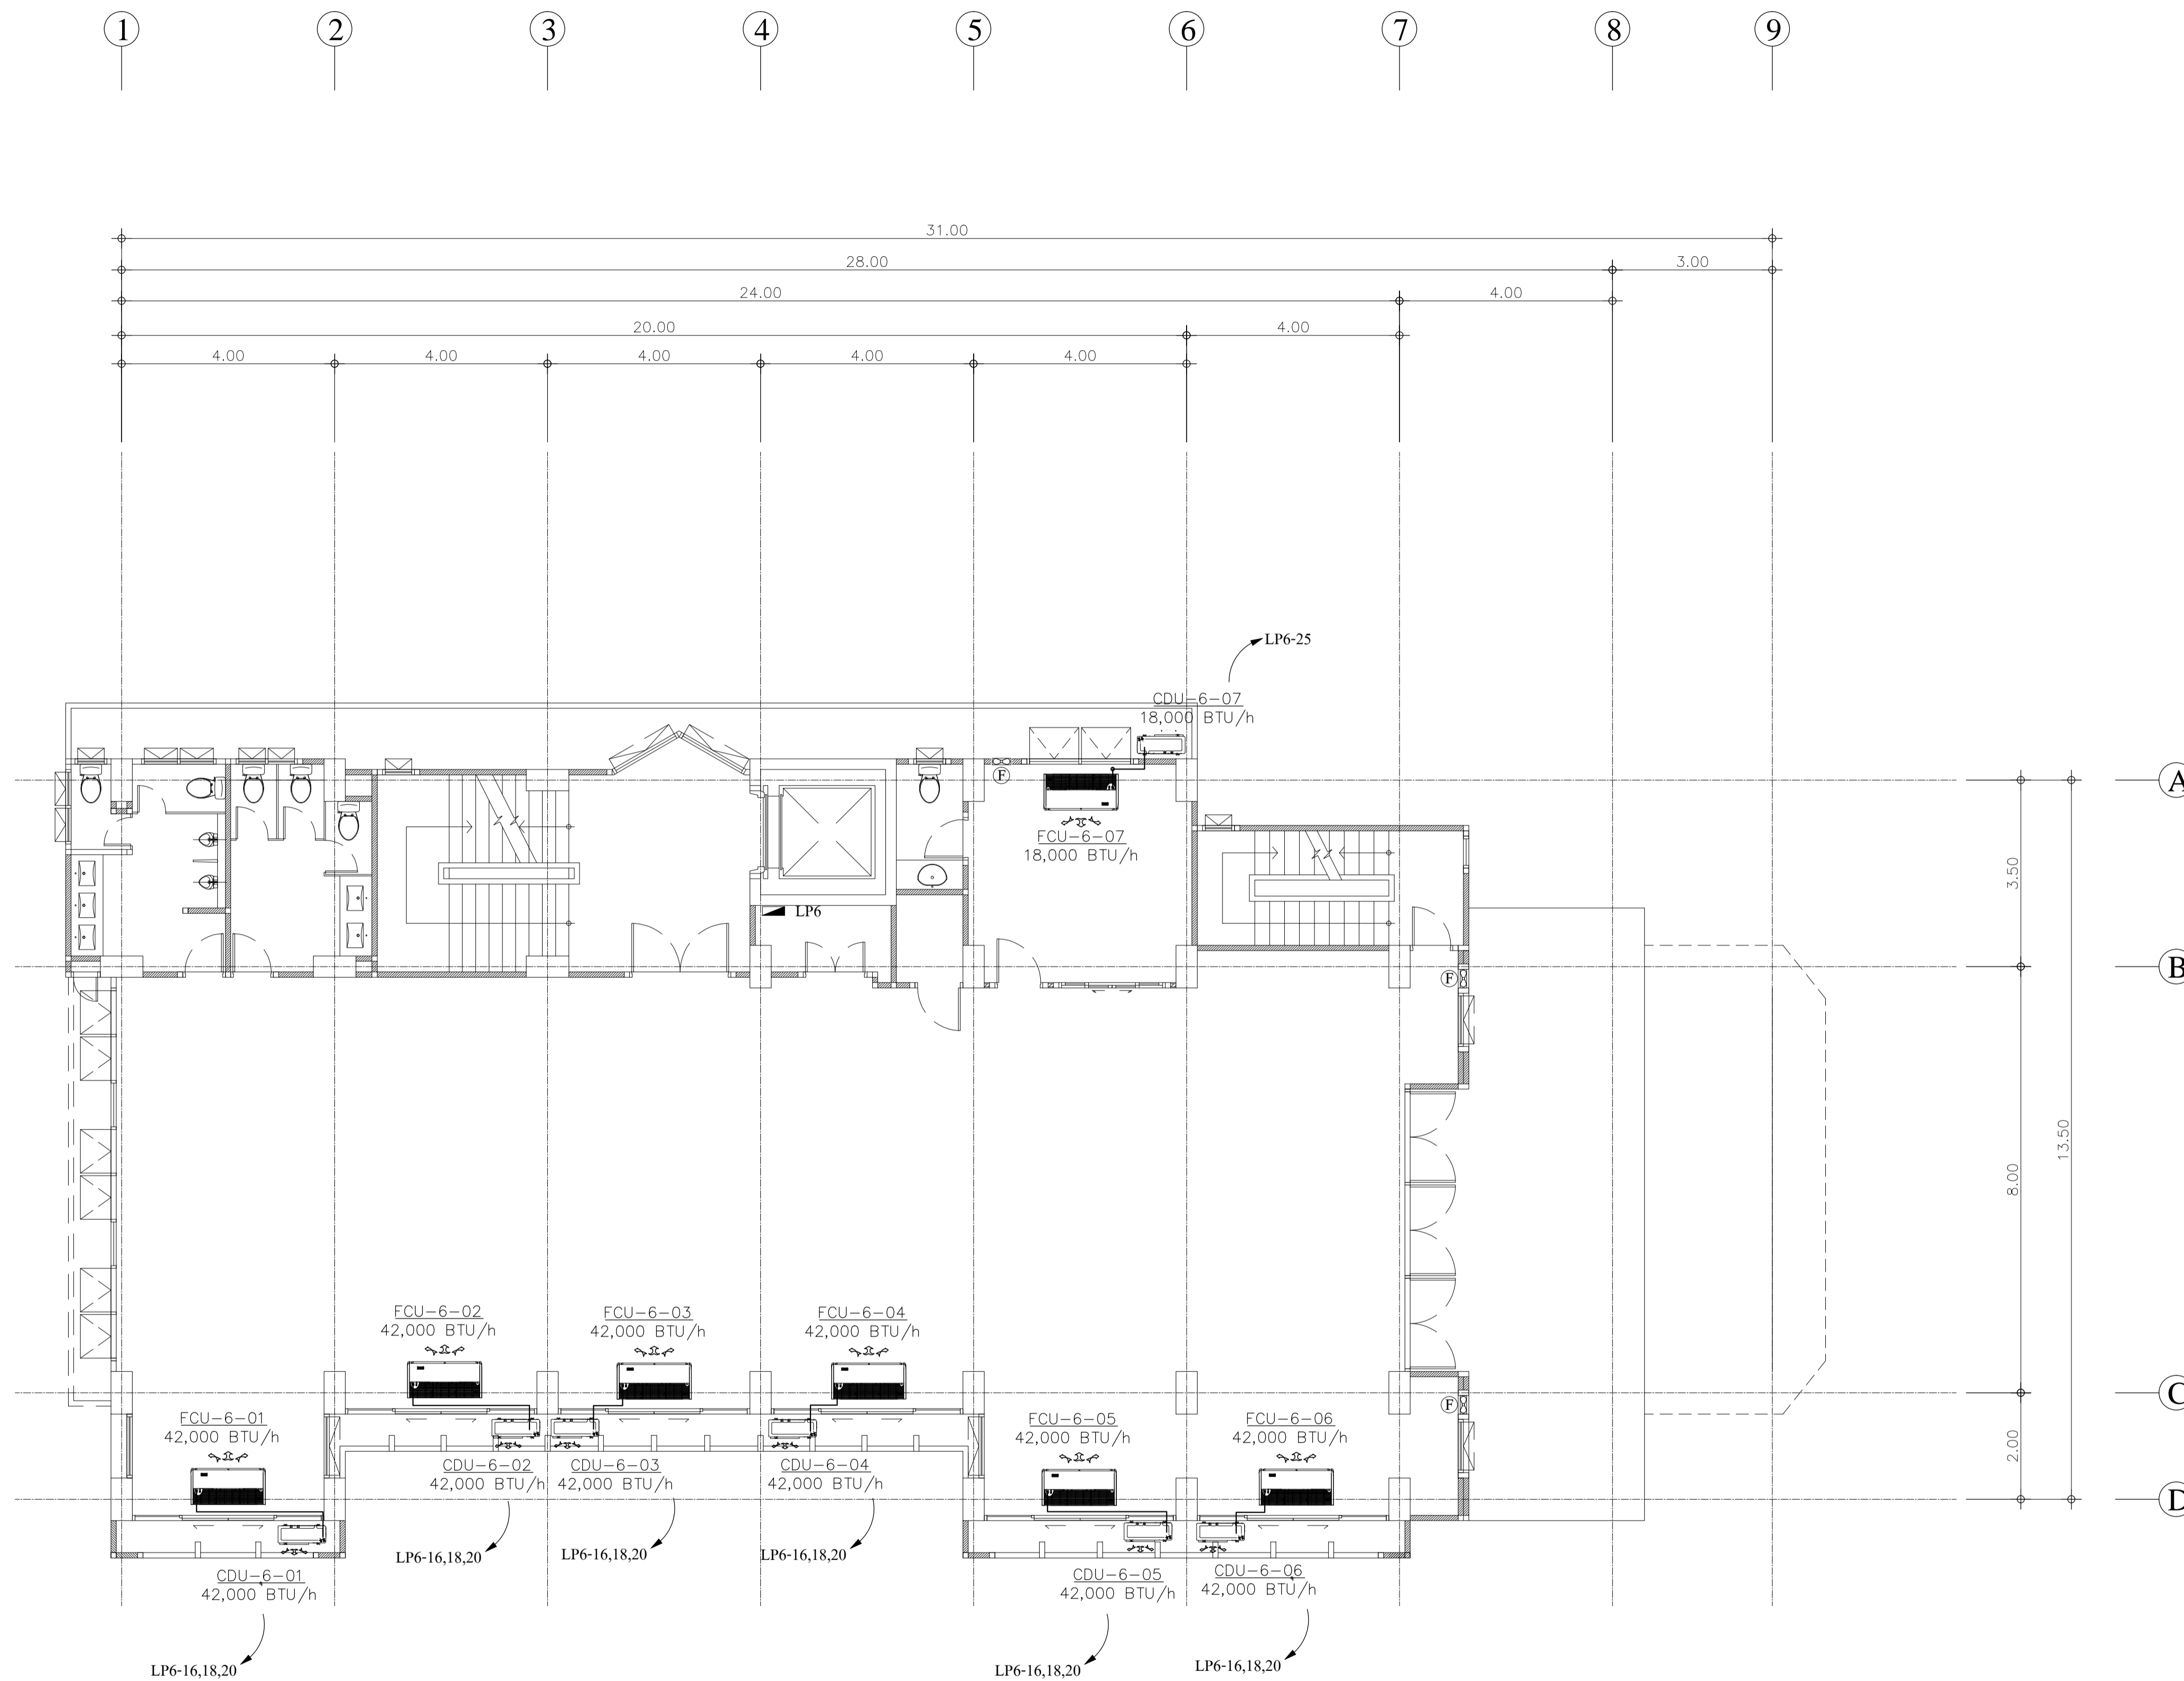 1 2 3 4 5 6 7 8 9
31.00
28.00 3.00
24.00 4.00
20.00 4.00
4.00 4.00 4.00 4.00 4.00
LP6-25
CDU-6-07
18,000 BTU/h
F
A
FCU-6-07
18,000 BTU/h
3.50
LP6
B
F
13.50
8.00
FCU-6-02
42,000 BTU/h
FCU-6-03
42,000 BTU/h
FCU-6-04
42,000 BTU/h
C
F
FCU-6-01
42,000 BTU/h
FCU-6-05
42,000 BTU/h
FCU-6-06
42,000 BTU/h
2.00
CDU-6-02
42,000 BTU/h
CDU-6-03
42,000 BTU/h
CDU-6-04
42,000 BTU/h
D
LP6-16,18,20
LP6-16,18,20
LP6-16,18,20
CDU-6-01
42,000 BTU/h
CDU-6-05
42,000 BTU/h
CDU-6-06
42,000 BTU/h
LP6-16,18,20
LP6-16,18,20
LP6-16,18,20